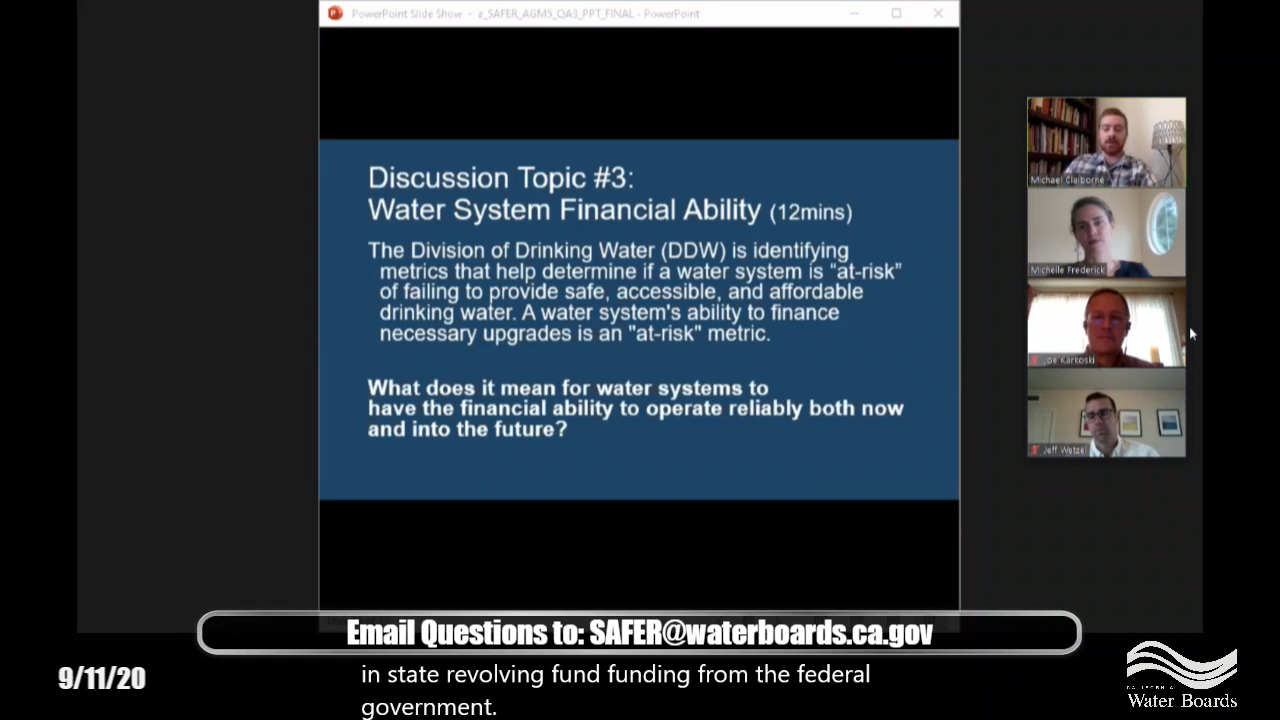 PowerPoint Slide Show - a_SAFER_AGM5_QA3_PPT_FINAL - PowerPoint
Discussion Topic #3:
Water System Financial Ability (12mins)
The Division of Drinking Water (DDW) is identifying
metrics that help determine if a water system is “at-risk”
of failing to provide safe, accessible, and affordable
drinking water. A water system's ability to finance
necessary upgrades is an "at-risk" metric.
What does it mean for water systems to
have the financial ability to operate reliably both now
and into the future?
Michael Claiborne
Michelle Frederick
Joe Karkoski
Jeff Wetzel
Email Questions to: SAFER@waterboards.ca.gov
9/11/20
in state revolving fund funding from the federal
government.
CALIFORNIA
Water Boards